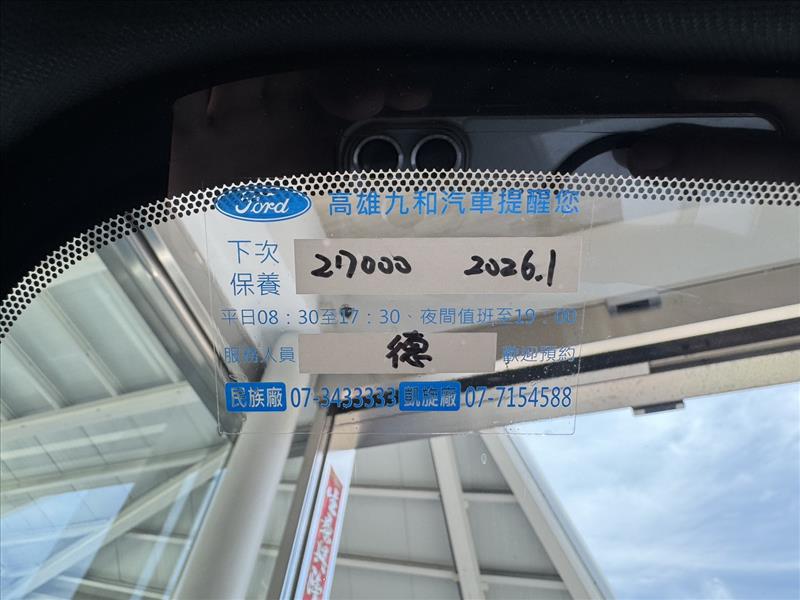 Ford 高雄九和汽車提醒您
下次保養 27000 2026.1
平日08：30至17：30、夜間值班至19：00
服務人員 德 歡迎預約
民族廠 07-3433333 凱旋廠 07-7154588